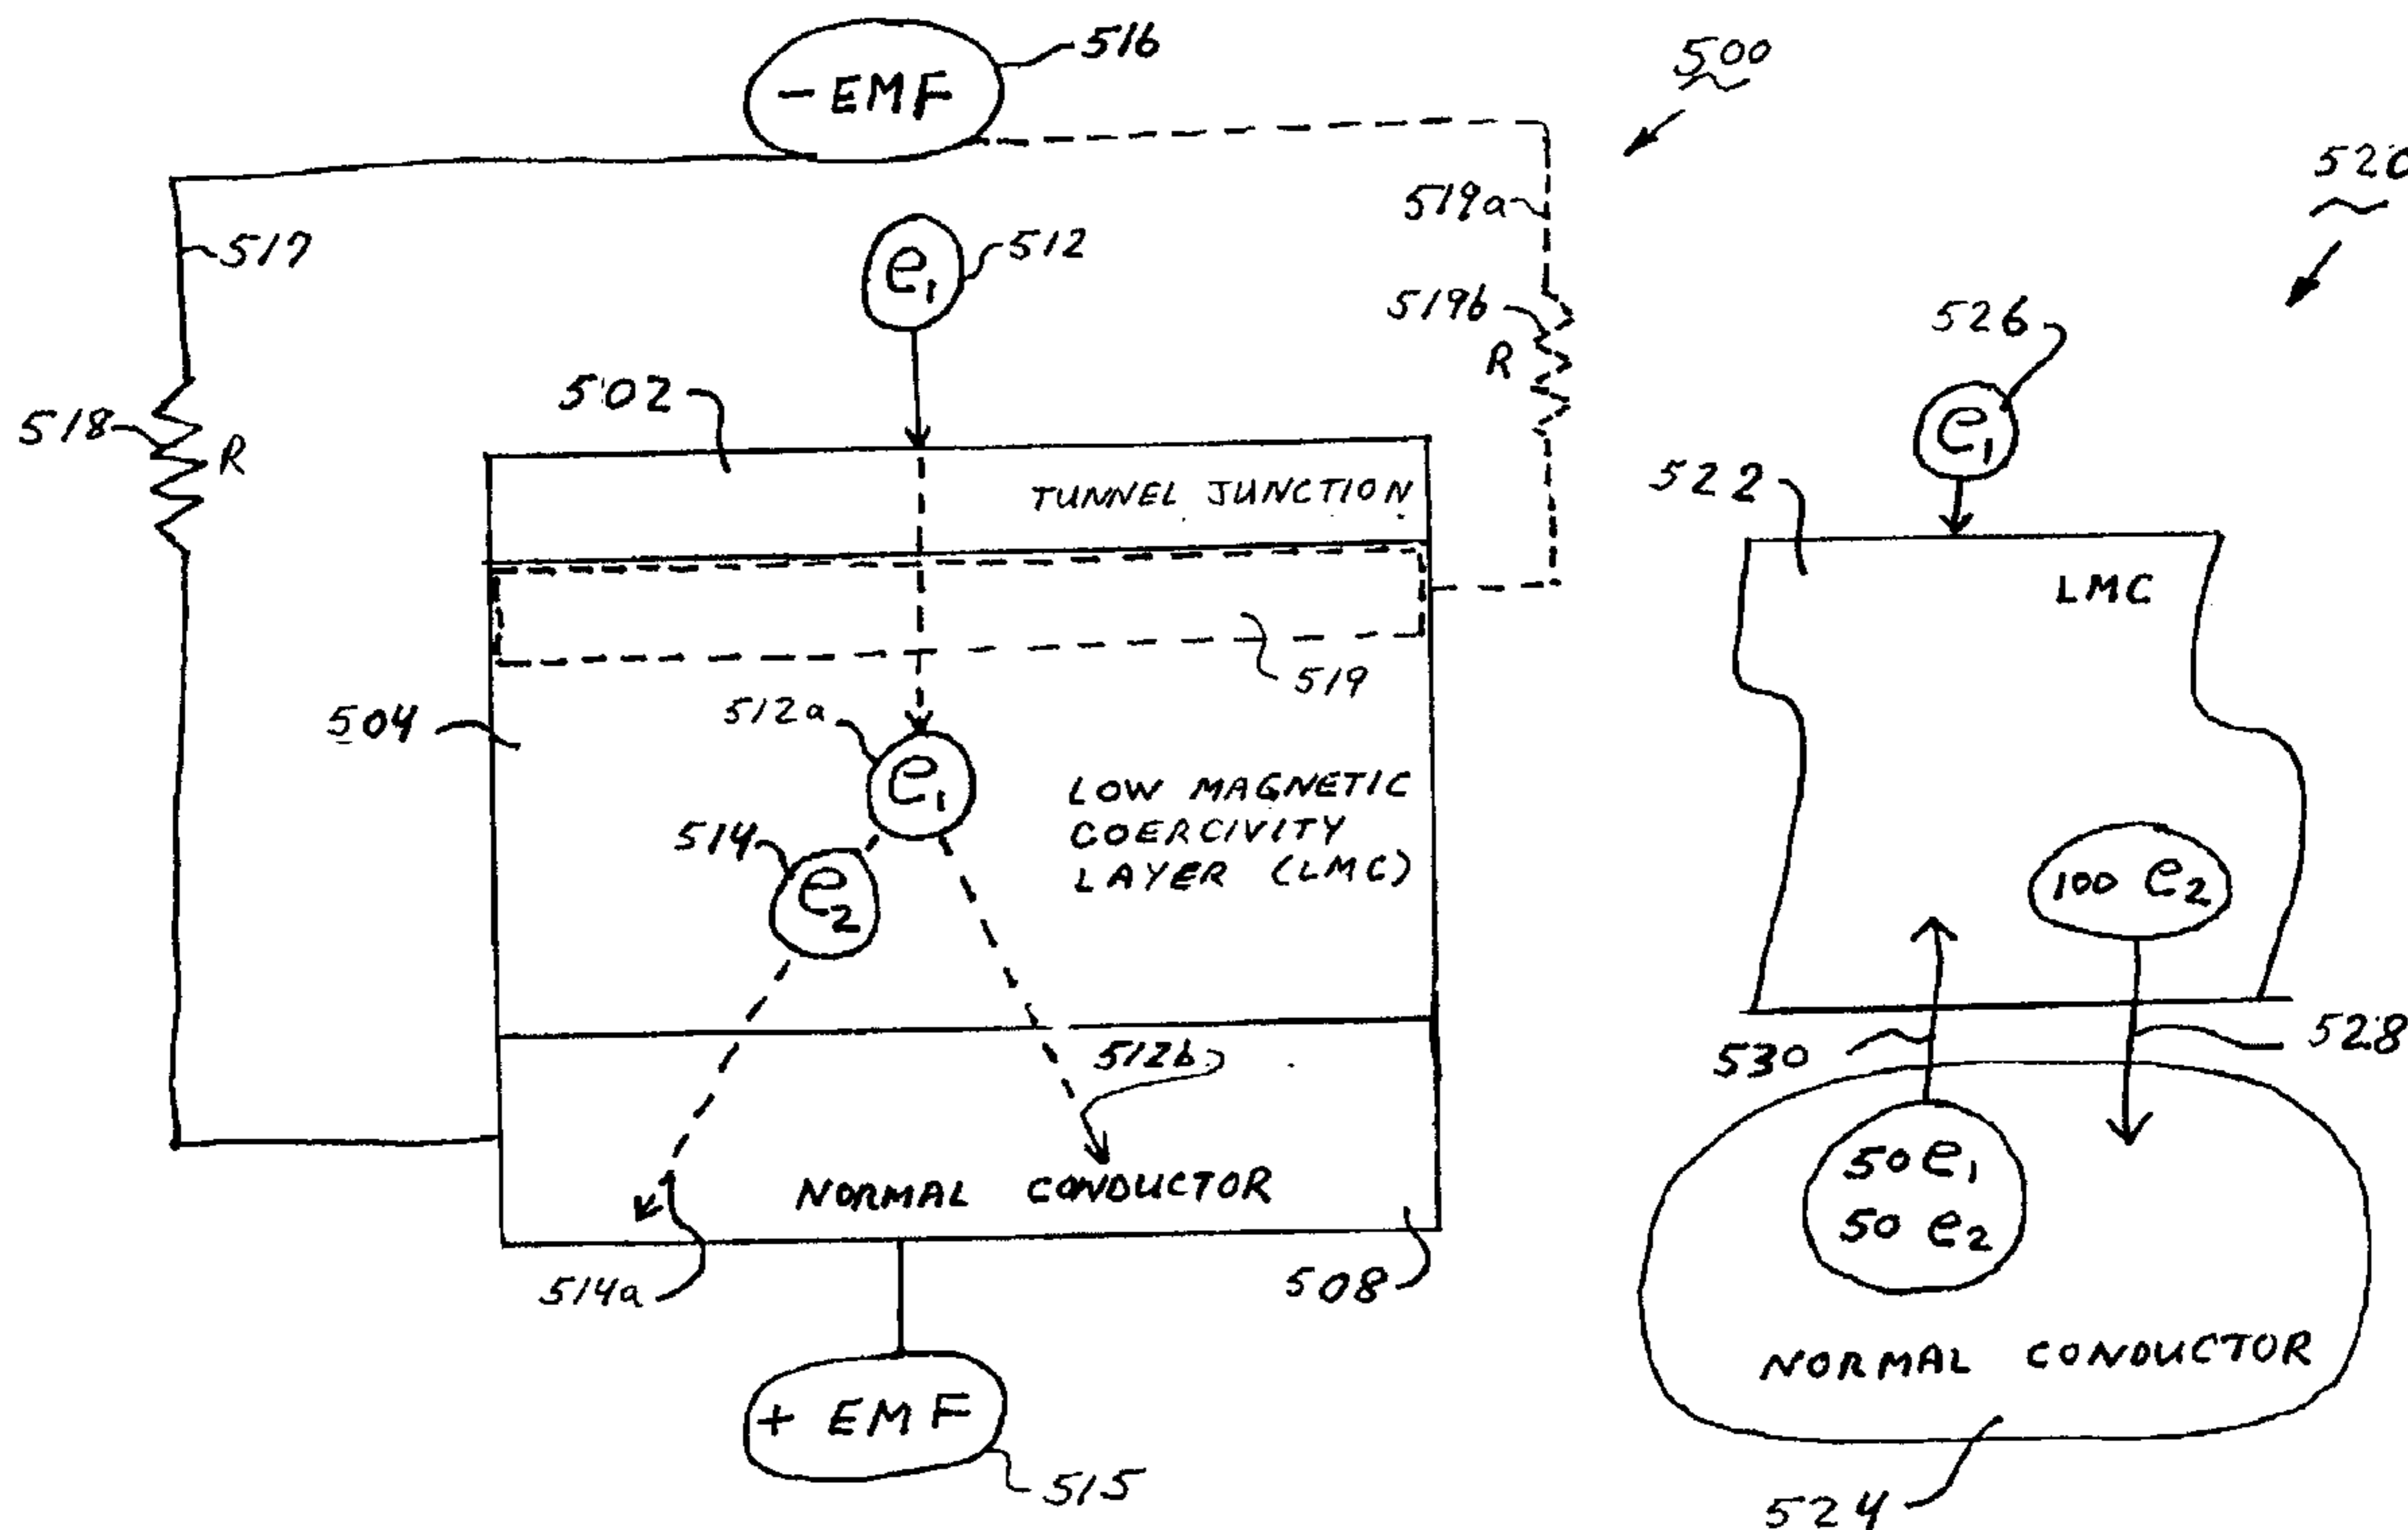 516
- EMF
500
520
519a
517
e1
512
519b
R
526
502
e1
518
R
522
TUNNEL JUNCTION
LMC
519
512a
504
e1
LOW MAGNETIC
COERCIVITY
LAYER (LMC)
514
e2
100 e2
512b
530
528
50 e1
50 e2
NORMAL CONDUCTOR
514a
508
NORMAL CONDUCTOR
+ EMF
515
524